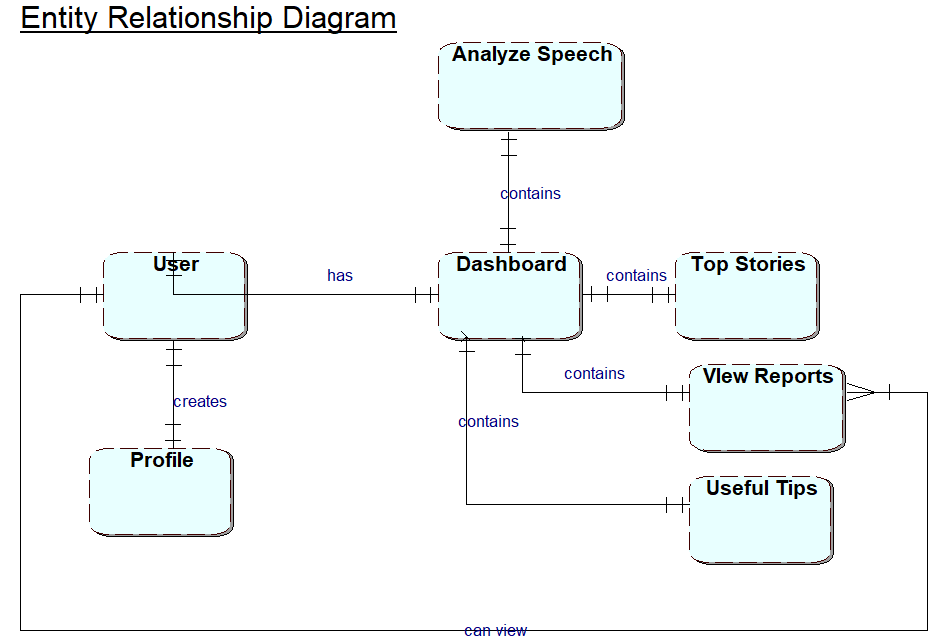 Entity Relationship Diagram
Analyze Speech
contains
User
has
Dashboard
contains
Top Stories
contains
VIew Reports
creates
contains
Profile
Useful Tips
can view